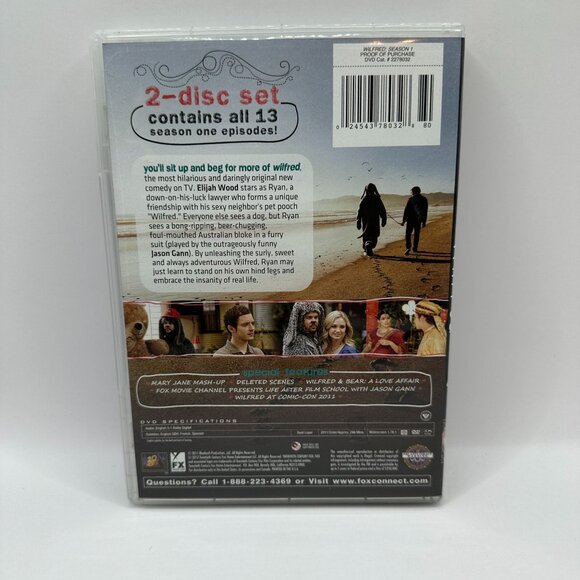 WILFRED: SEASON 1
PROOF OF PURCHASE
DVD Cat. # 2278032
0 24543 78032 8 80
2-disc set
contains all 13
season one episodes!
you'll sit up and beg for more of wilfred,
the most hilarious and daringly original new
comedy on TV. Elijah Wood stars as Ryan, a
down-on-his-luck lawyer who forms a unique
friendship with his sexy neighbor's pet pooch
"Wilfred." Everyone else sees a dog, but Ryan
sees a bong-ripping, beer-chugging,
foul-mouthed Australian bloke in a furry
suit (played by the outrageously funny
Jason Gann). By unleashing the surly, sweet
and always adventurous Wilfred, Ryan may
just learn to stand on his own hind legs and
embrace the insanity of real life.
special features
MARY JANE MASH-UP • DELETED SCENES • WILFRED & BEAR: A LOVE AFFAIR
FOX MOVIE CHANNEL PRESENTS LIFE AFTER FILM SCHOOL WITH JASON GANN
• WILFRED AT COMIC-CON 2011
DVD SPECIFICATIONS
FX
Questions? Call 1-888-223-4369 or Visit www.foxconnect.com